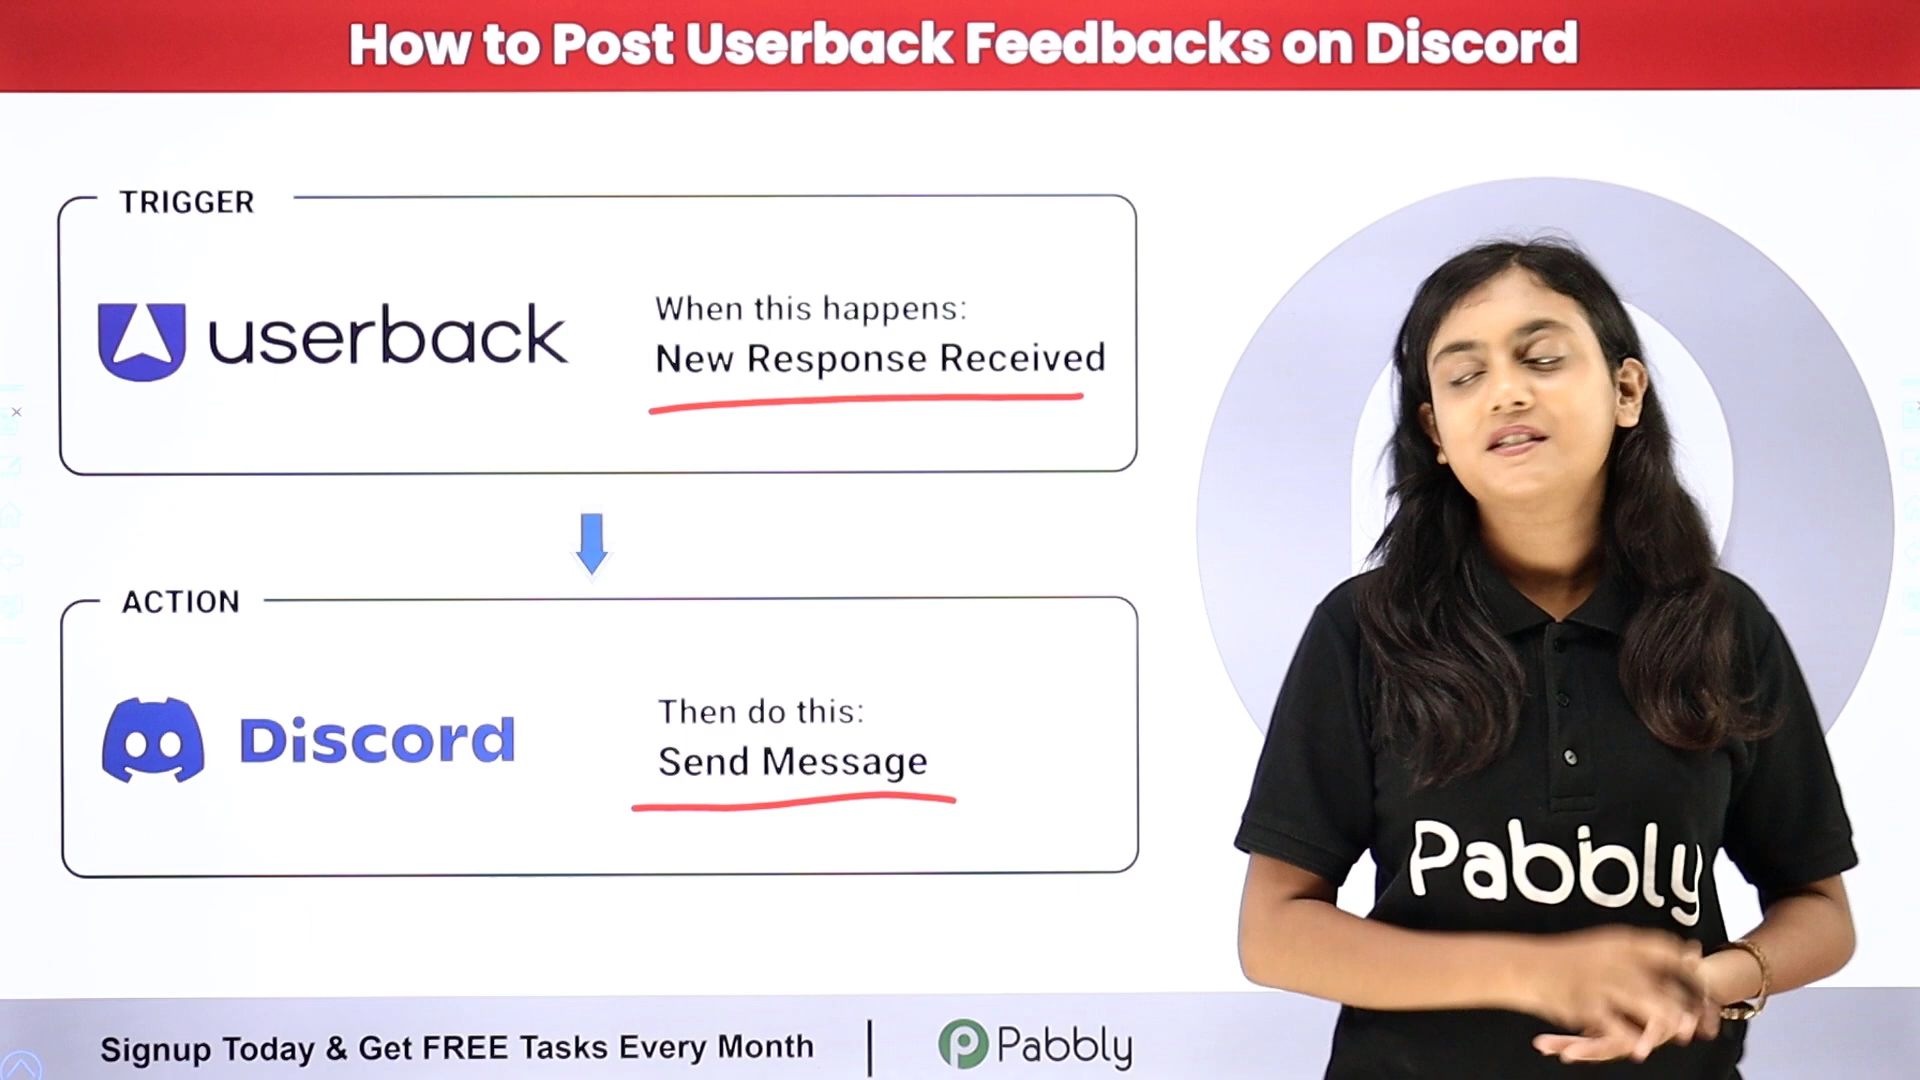 How to Post Userback Feedbacks on Discord
TRIGGER
userback
When this happens:
New Response Received
ACTION
Discord
Then do this:
Send Message
Pabbly
Signup Today & Get FREE Tasks Every Month
Pabbly